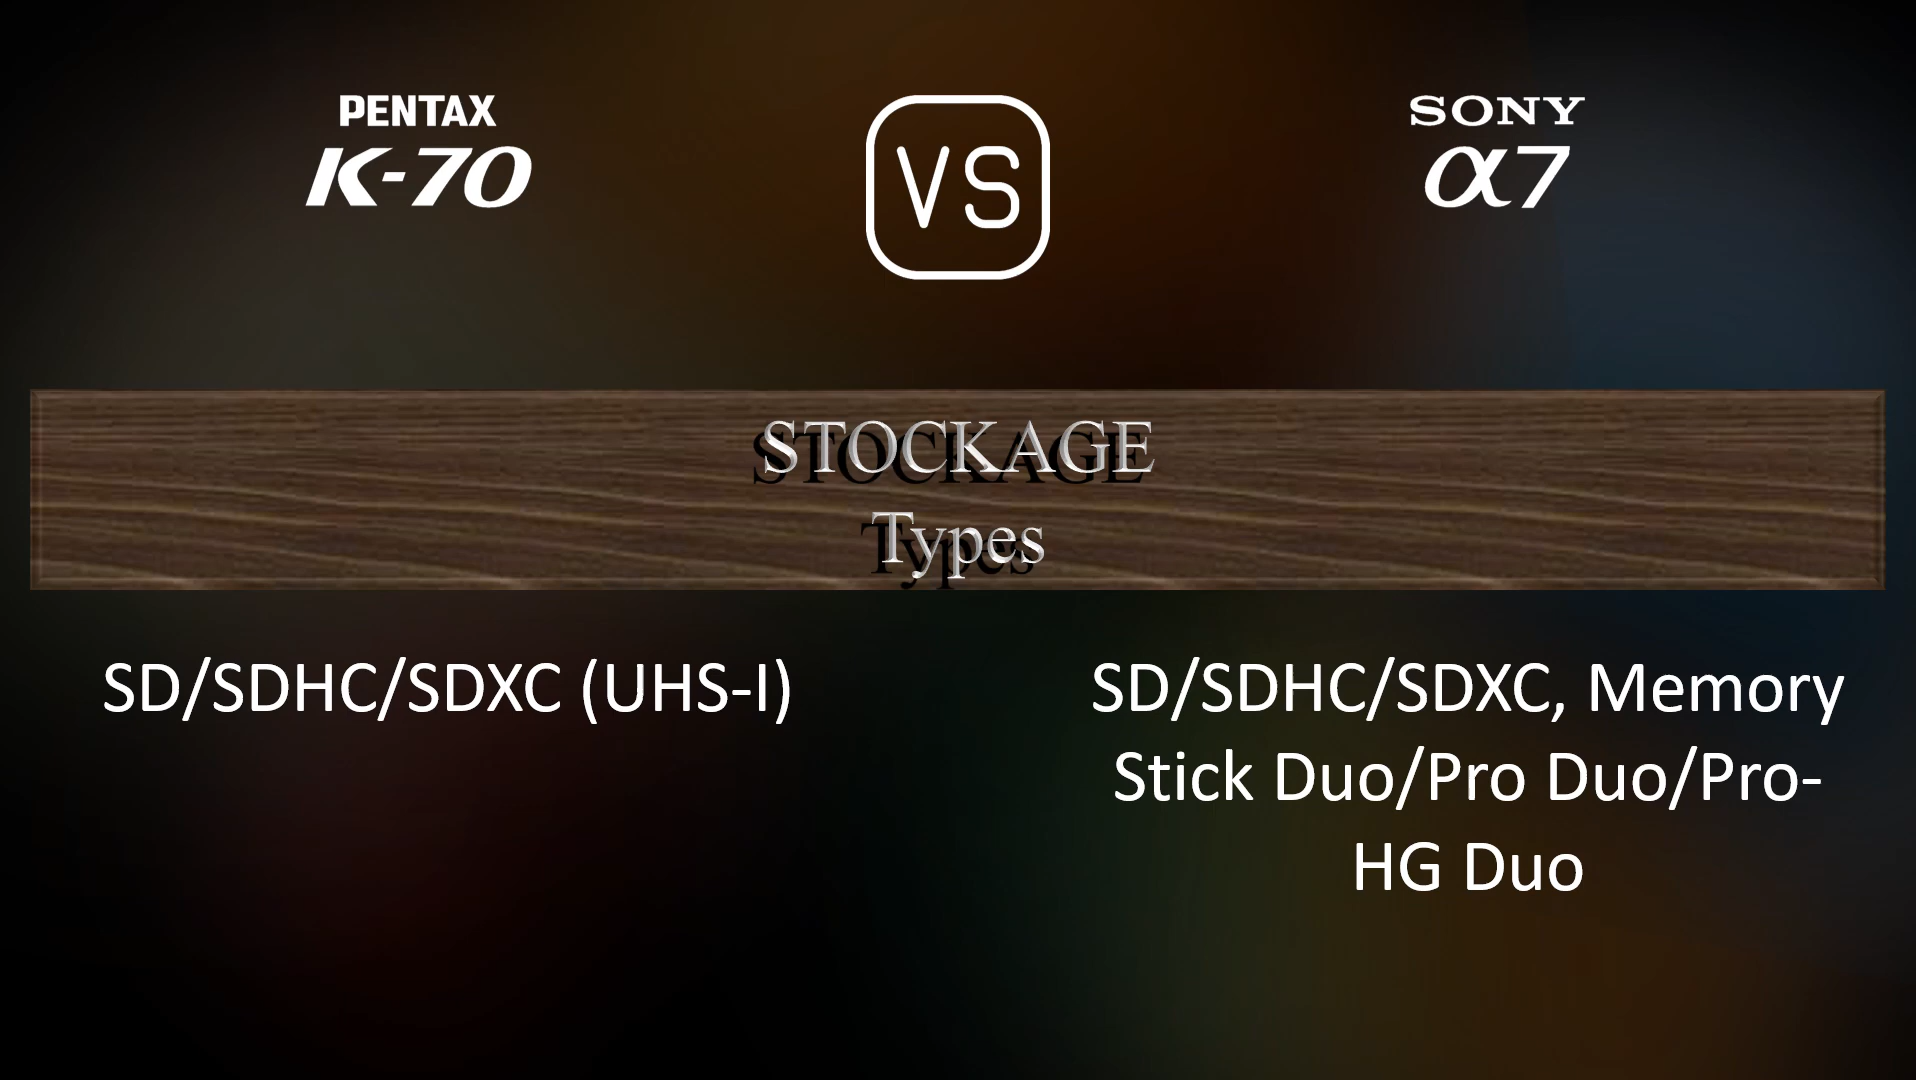 PENTAX
K-70
VS
SONY
α7
STOCKAGE
Types
SD/SDHC/SDXC (UHS-I)
SD/SDHC/SDXC, Memory
Stick Duo/Pro Duo/Pro-
HG Duo